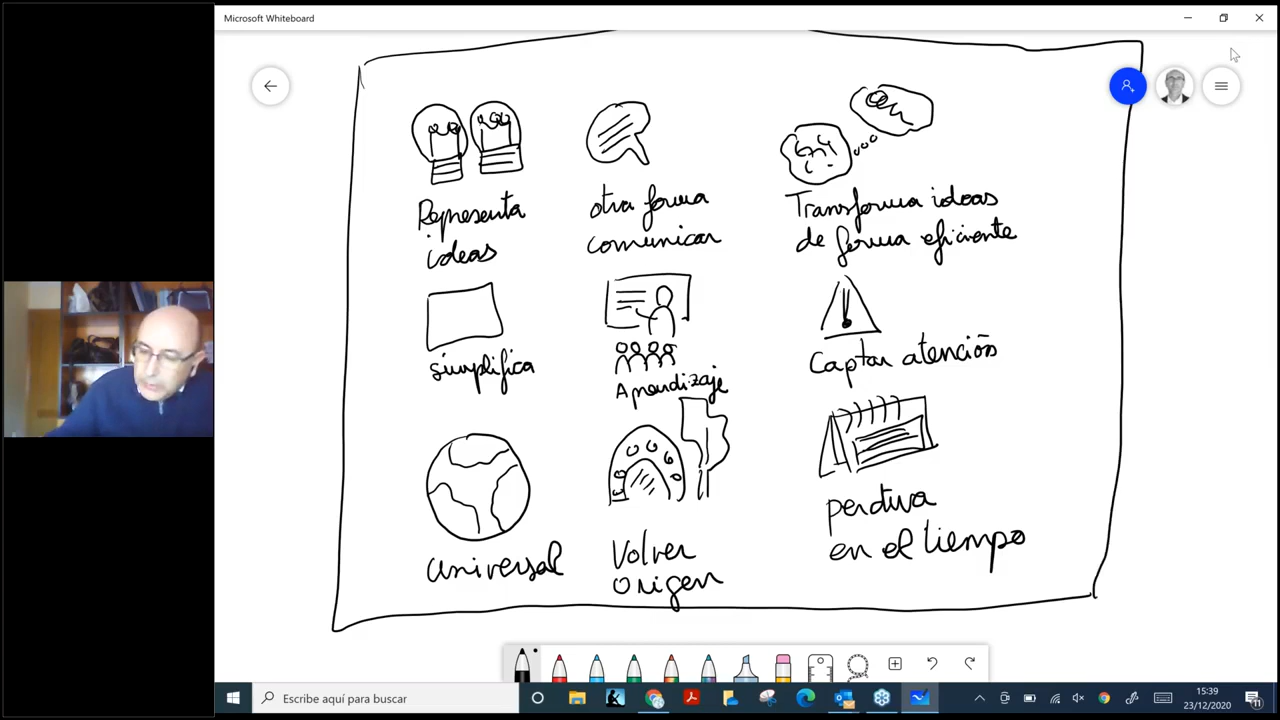 Microsoft Whiteboard
Representa
ideas
otra forma
comunicar
Transforma ideas
de forma eficiente
simplifica
Aprendizaje
Captar atención
universal
Volver
origen
perdura
en el tiempo
Escribe aquí para buscar
15:39
23/12/2020
11